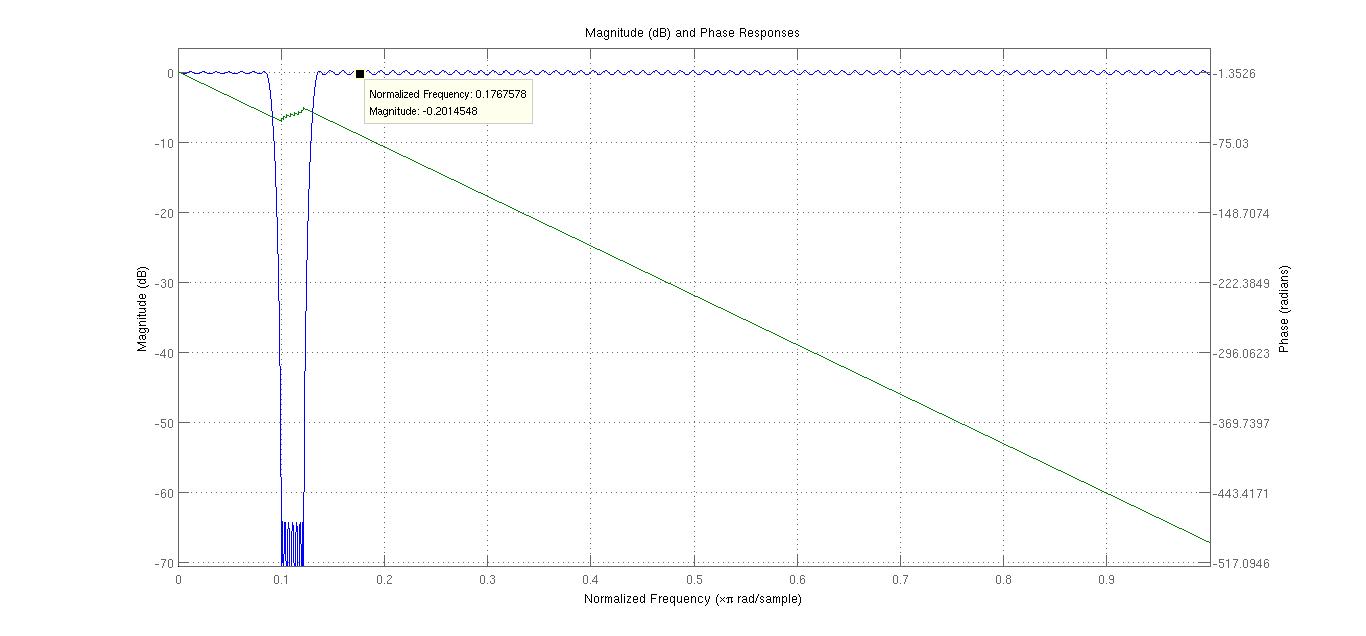 Magnitude (dB) and Phase Responses
0
-10
-20
-30
-40
-50
-60
-70
Magnitude (dB)
Normalized Frequency: 0.1767578
Magnitude: -0.2014548
-1.3526
-75.03
-148.7074
-222.3849
-296.0623
-369.7397
-443.4171
-517.0946
Phase (radians)
0 0.1 0.2 0.3 0.4 0.5 0.6 0.7 0.8 0.9
Normalized Frequency (×π rad/sample)